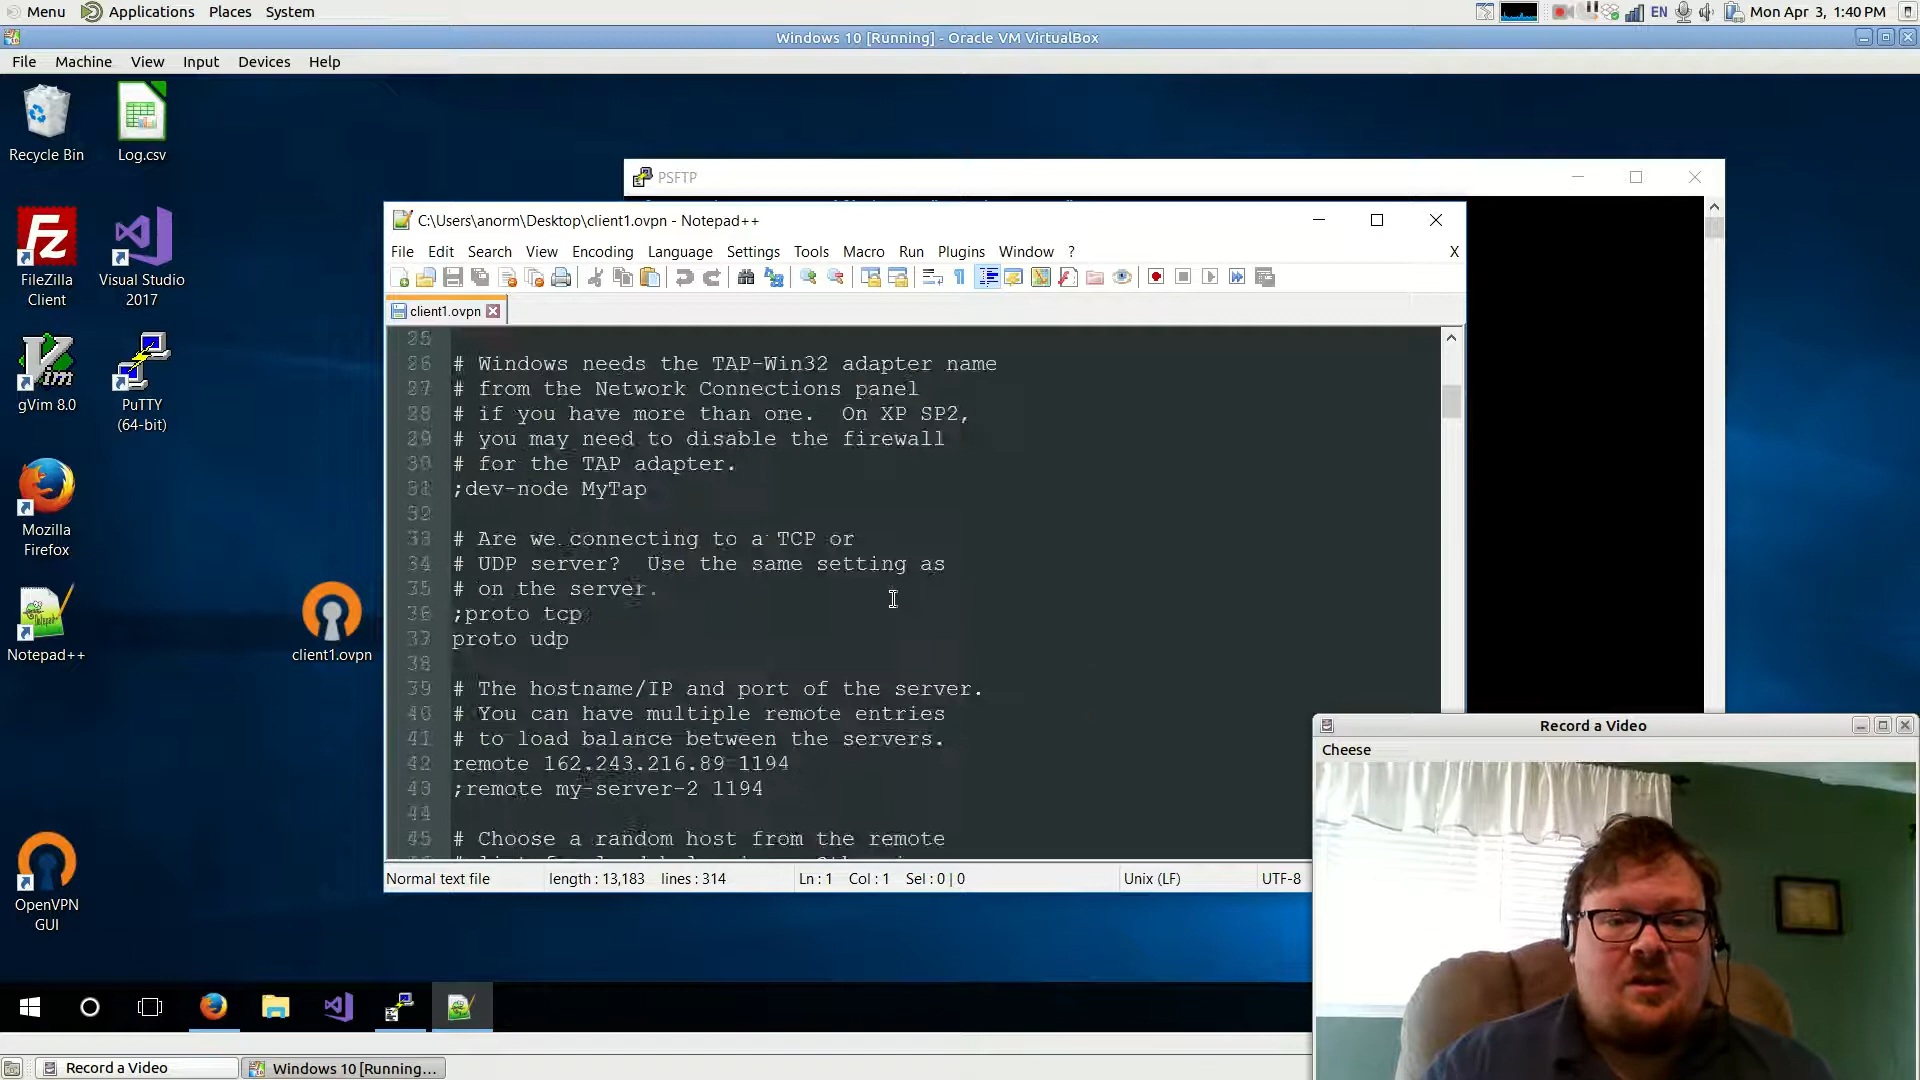 Menu Applications Places System
EN Mon Apr 3, 1:40 PM
Windows 10 [Running] - Oracle VM VirtualBox
File Machine View Input Devices Help
Recycle Bin
Log.csv
FileZilla Client
Visual Studio 2017
gVim 8.0
PuTTY (64-bit)
Mozilla Firefox
Notepad++
client1.ovpn
OpenVPN GUI
PSFTP
C:\Users\anorm\Desktop\client1.ovpn - Notepad++
File Edit Search View Encoding Language Settings Tools Macro Run Plugins Window ? X
client1.ovpn
25
26 # Windows needs the TAP-Win32 adapter name
27 # from the Network Connections panel
28 # if you have more than one.  On XP SP2,
29 # you may need to disable the firewall
30 # for the TAP adapter.
31 ;dev-node MyTap
32
33 # Are we connecting to a TCP or
34 # UDP server?  Use the same setting as
35 # on the server.
36 ;proto tcp
37 proto udp
38
39 # The hostname/IP and port of the server.
40 # You can have multiple remote entries
41 # to load balance between the servers.
42 remote 162.243.216.89 1194
43 ;remote my-server-2 1194
44
45 # Choose a random host from the remote
Normal text file length : 13,183 lines : 314 Ln : 1 Col : 1 Sel : 0 | 0 Unix (LF) UTF-8
Record a Video
Cheese
Record a Video
Windows 10 [Running...